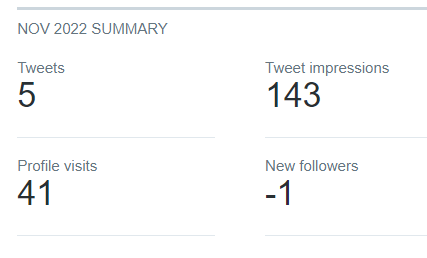 NOV 2022 SUMMARY
Tweets
5
Tweet impressions
143
Profile visits
41
New followers
-1